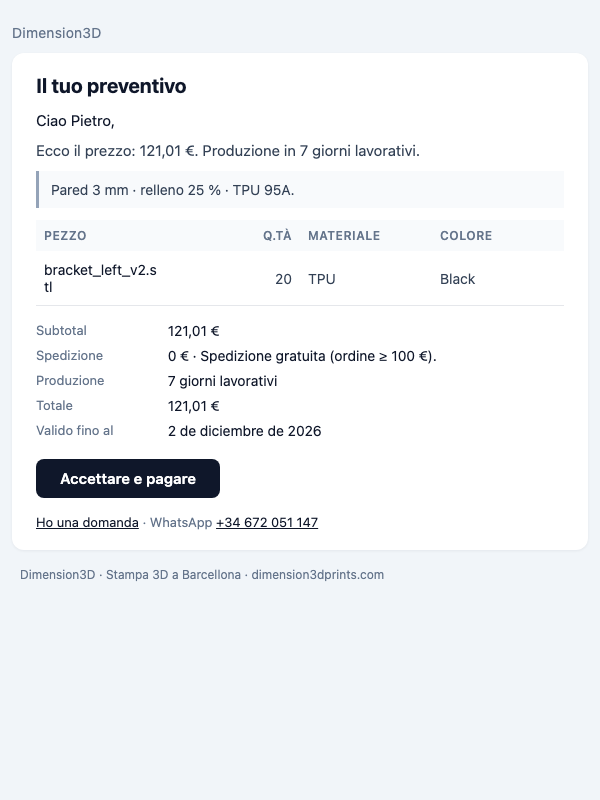 Dimension3D
Il tuo preventivo
Ciao Pietro,
Ecco il prezzo: 121,01 €. Produzione in 7 giorni lavorativi.
Pared 3 mm · relleno 25 % · TPU 95A.
PEZZO Q.TÀ MATERIALE COLORE
bracket_left_v2.s
tl
20 TPU Black
Subtotal 121,01 €
Spedizione 0 € · Spedizione gratuita (ordine ≥ 100 €).
Produzione 7 giorni lavorativi
Totale 121,01 €
Valido fino al 2 de diciembre de 2026
Accettare e pagare
Ho una domanda · WhatsApp +34 672 051 147
Dimension3D · Stampa 3D a Barcellona · dimension3dprints.com